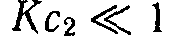 Kc₂ ≪ 1